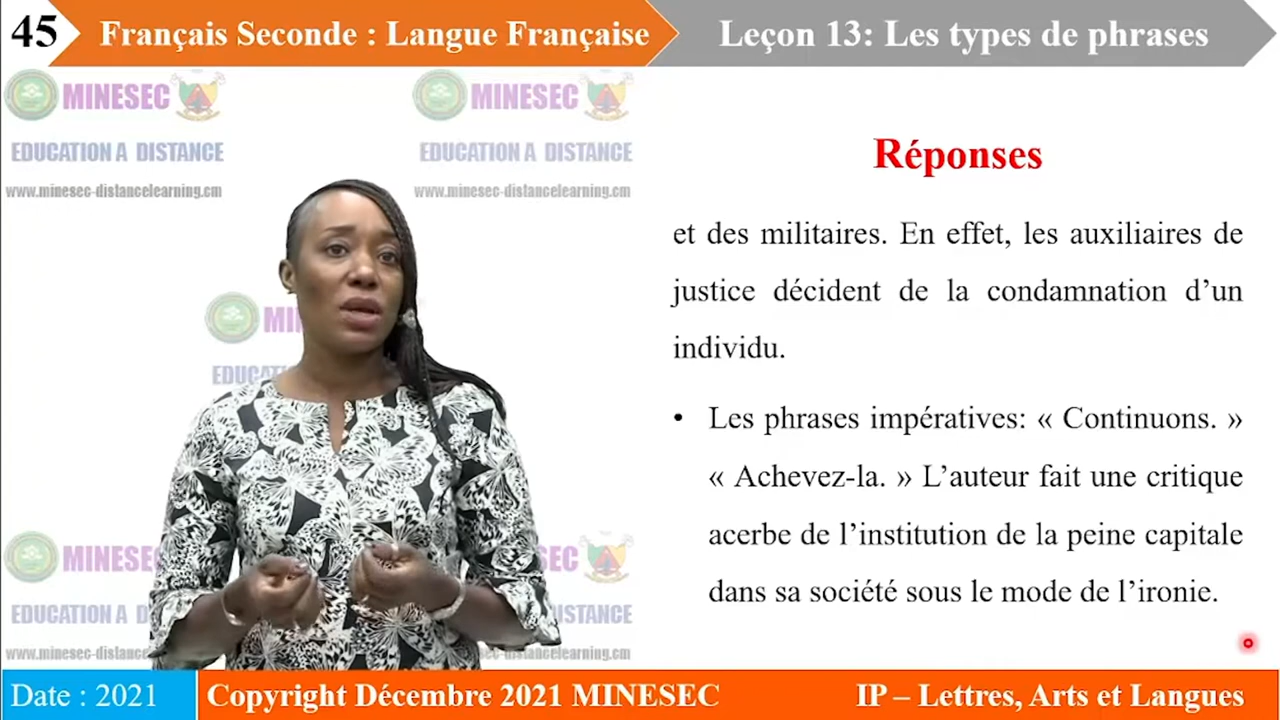 45
Français Seconde : Langue Française
Leçon 13: Les types de phrases
MINESEC
EDUCATION A DISTANCE
www.minesec-distancelearning.cm
MINESEC
EDUCATION A DISTANCE
www.minesec-distancelearning.cm
Réponses
et des militaires. En effet, les auxiliaires de
justice décident de la condamnation d’un
individu.
• Les phrases impératives: « Continuons. »
« Achevez-la. » L’auteur fait une critique
acerbe de l’institution de la peine capitale
dans sa société sous le mode de l’ironie.
Date : 2021
Copyright Décembre 2021 MINESEC
IP – Lettres, Arts et Langues